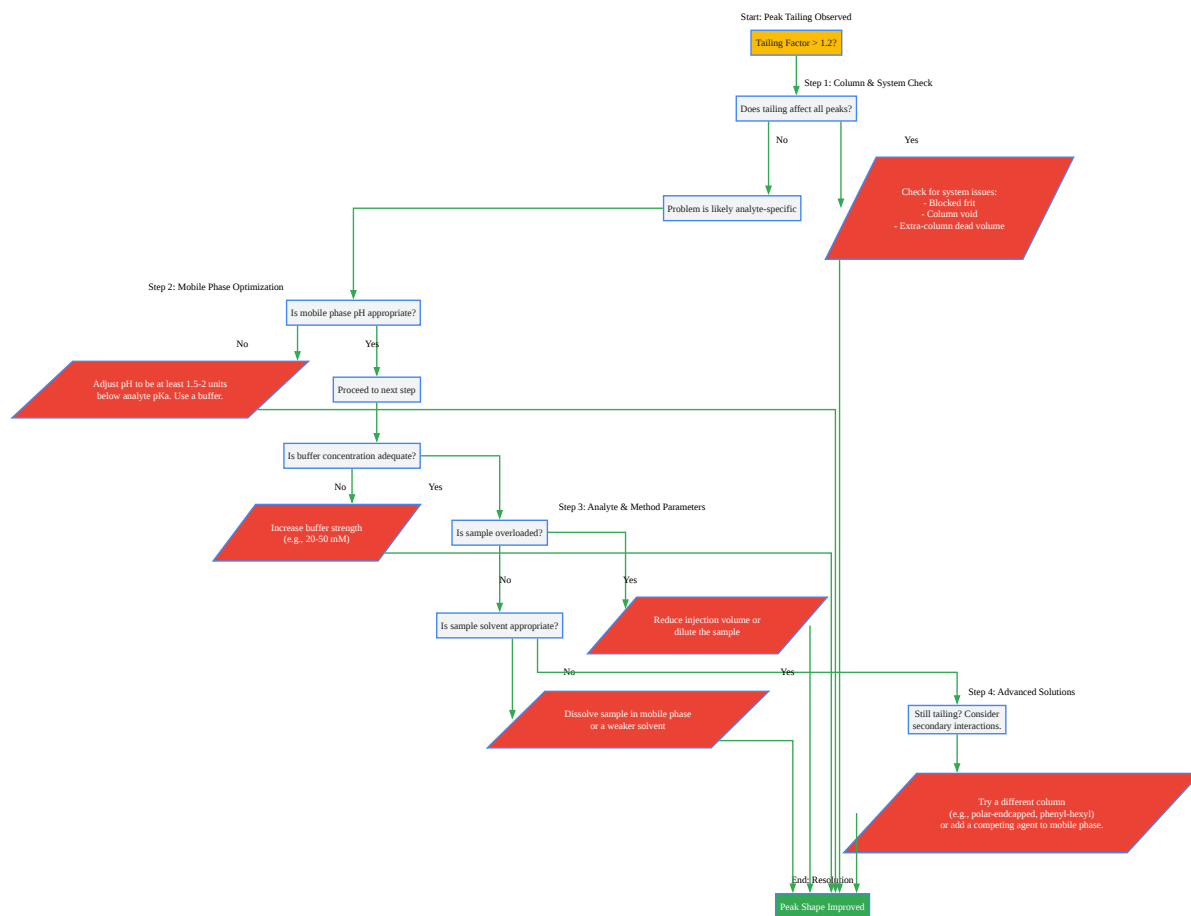 Start: Peak Tailing Observed
Tailing Factor > 1.2?
Step 1: Column & System Check
Does tailing affect all peaks?
No
Yes
Check for system issues:
- Blocked frit
- Column void
- Extra-column dead volume
Problem is likely analyte-specific
Step 2: Mobile Phase Optimization
Is mobile phase pH appropriate?
No
Yes
Adjust pH to be at least 1.5-2 units
below analyte pKa. Use a buffer.
Proceed to next step
Is buffer concentration adequate?
No
Yes
Increase buffer strength
(e.g., 20-50 mM)
Step 3: Analyte & Method Parameters
Is sample overloaded?
No
Yes
Reduce injection volume or
dilute the sample
Is sample solvent appropriate?
No
Yes
Dissolve sample in mobile phase
or a weaker solvent
Step 4: Advanced Solutions
Still tailing? Consider
secondary interactions.
Try a different column
(e.g., polar-endcapped, phenyl-hexyl)
or add a competing agent to mobile phase.
End: Resolution
Peak Shape Improved